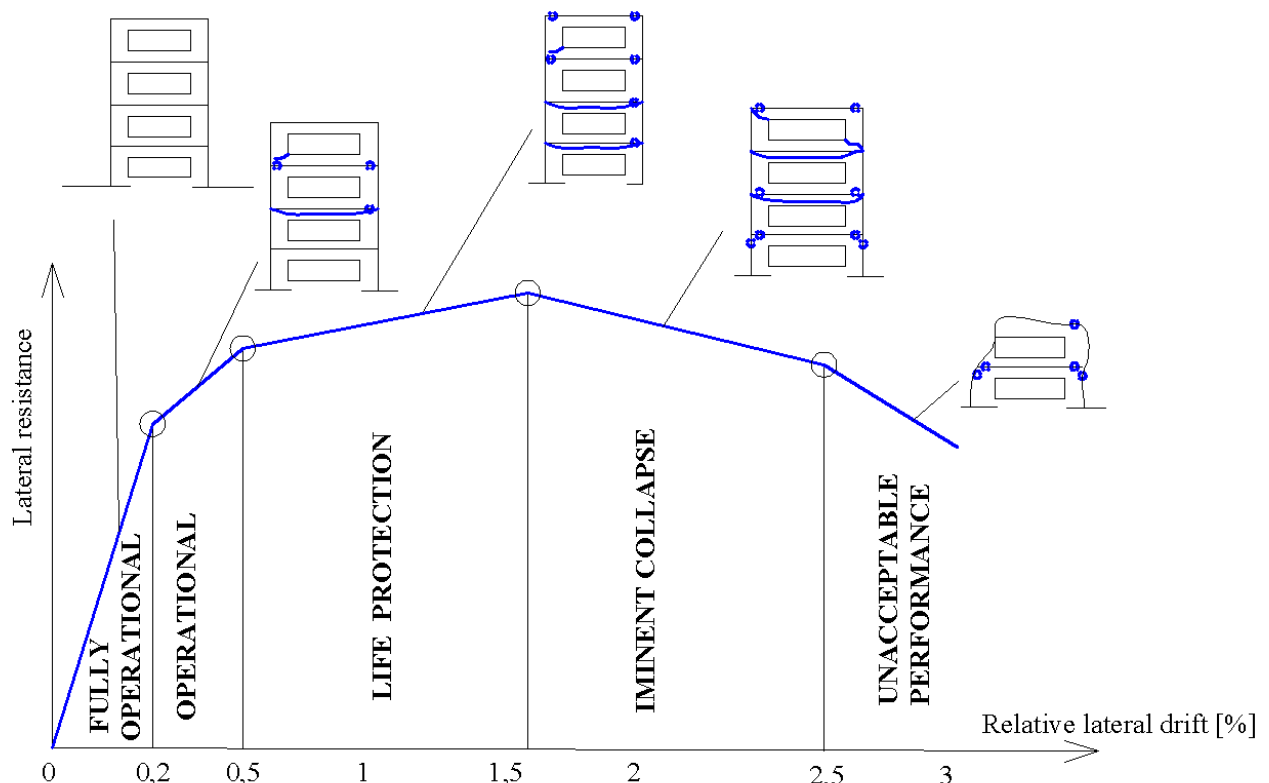 Lateral resistance
FULLY
OPERATIONAL
OPERATIONAL
LIFE PROTECTION
IMINENT COLLAPSE
UNACCEPTABLE
PERFORMANCE
Relative lateral drift [%]
0
0,2
0,5
1
1,5
2
2,5
3